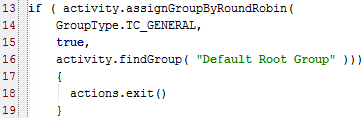 13 if ( activity.assignGroupByRoundRobin(
14 GroupType.TC_GENERAL,
15 true,
16 activity.findGroup( "Default Root Group" )))
17 {
18 actions.exit()
19 }